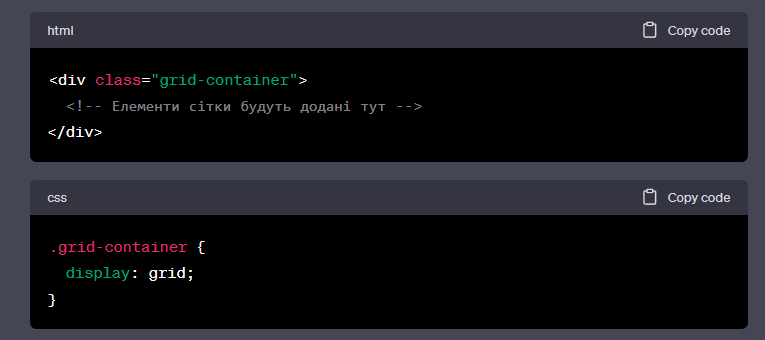 html
Copy code
<div class="grid-container">
  <!-- Елементи сітки будуть додані тут -->
</div>
css
Copy code
.grid-container {
  display: grid;
}